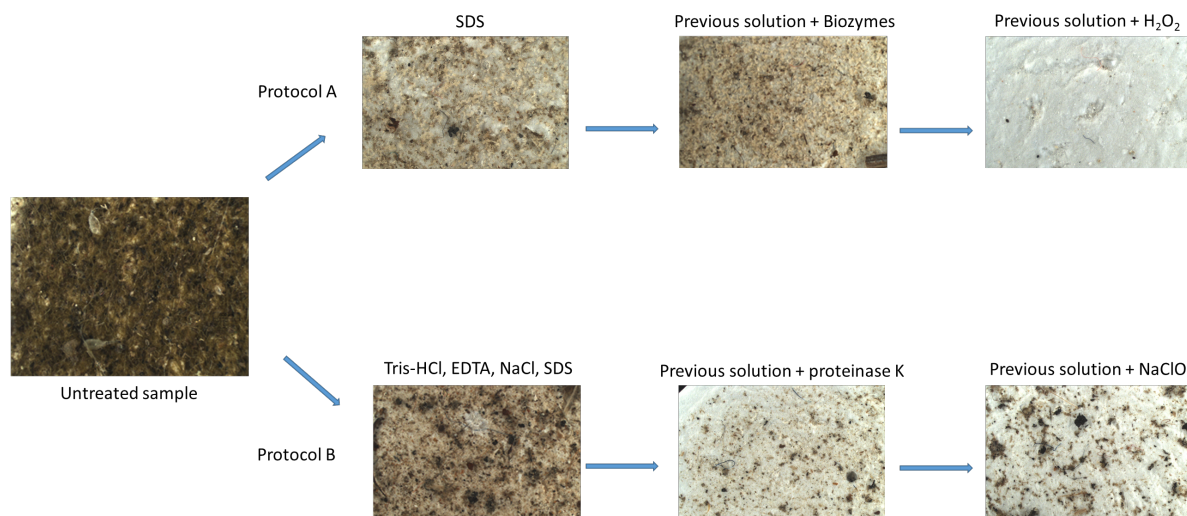 SDS
Previous solution + Biozymes
Previous solution + H₂O₂
Protocol A
Untreated sample
Tris-HCl, EDTA, NaCl, SDS
Previous solution + proteinase K
Previous solution + NaClO
Protocol B